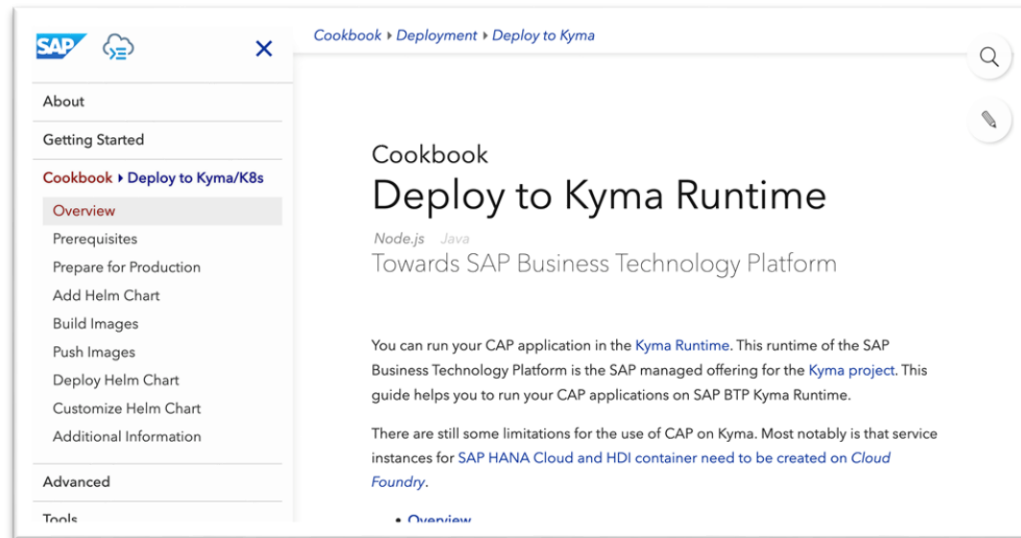 SAP
Cookbook ▸ Deployment ▸ Deploy to Kyma
About
Getting Started
Cookbook ▸ Deploy to Kyma/K8s
Overview
Prerequisites
Prepare for Production
Add Helm Chart
Build Images
Push Images
Deploy Helm Chart
Customize Helm Chart
Additional Information
Advanced
Tools
Cookbook
Deploy to Kyma Runtime
Node.js Java
Towards SAP Business Technology Platform
You can run your CAP application in the Kyma Runtime. This runtime of the SAP
Business Technology Platform is the SAP managed offering for the Kyma project. This
guide helps you to run your CAP applications on SAP BTP Kyma Runtime.
There are still some limitations for the use of CAP on Kyma. Most notably is that service
instances for SAP HANA Cloud and HDI container need to be created on Cloud
Foundry.
• Overview